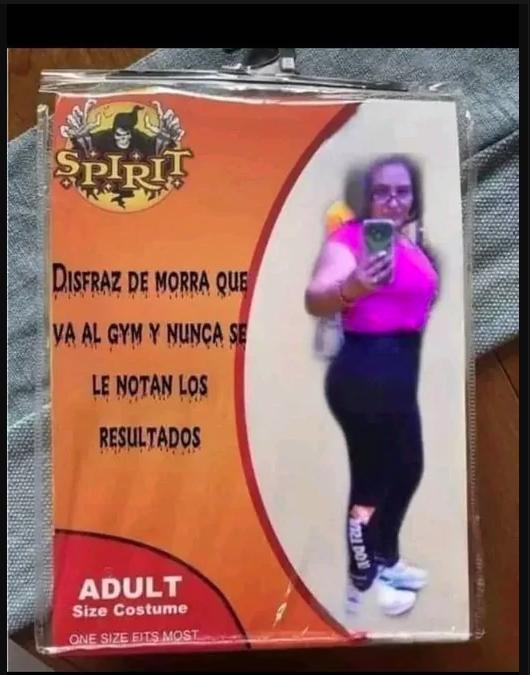 SPIRIT
DISFRAZ DE MORRA QUE
VA AL GYM Y NUNCA SE
LE NOTAN LOS
RESULTADOS
ADULT
Size Costume
ONE SIZE FITS MOST